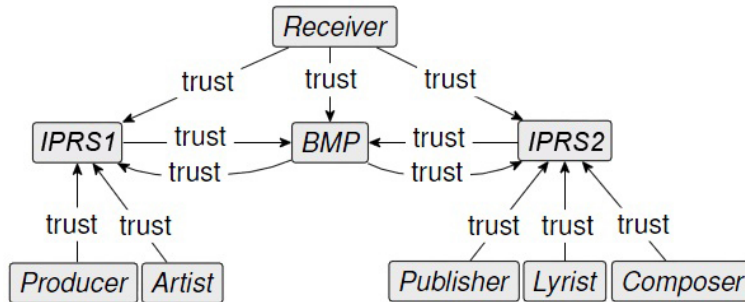 Receiver
trust trust trust
IPRS1 trust BMP trust IPRS2
trust trust
trust trust trust trust trust
Producer Artist Publisher Lyrist Composer